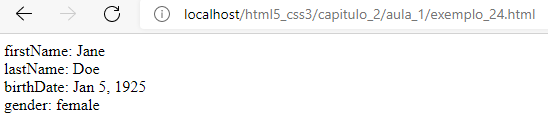 localhost/html5_css3/capitulo_2/aula_1/exemplo_24.html
firstName: Jane
lastName: Doe
birthDate: Jan 5, 1925
gender: female